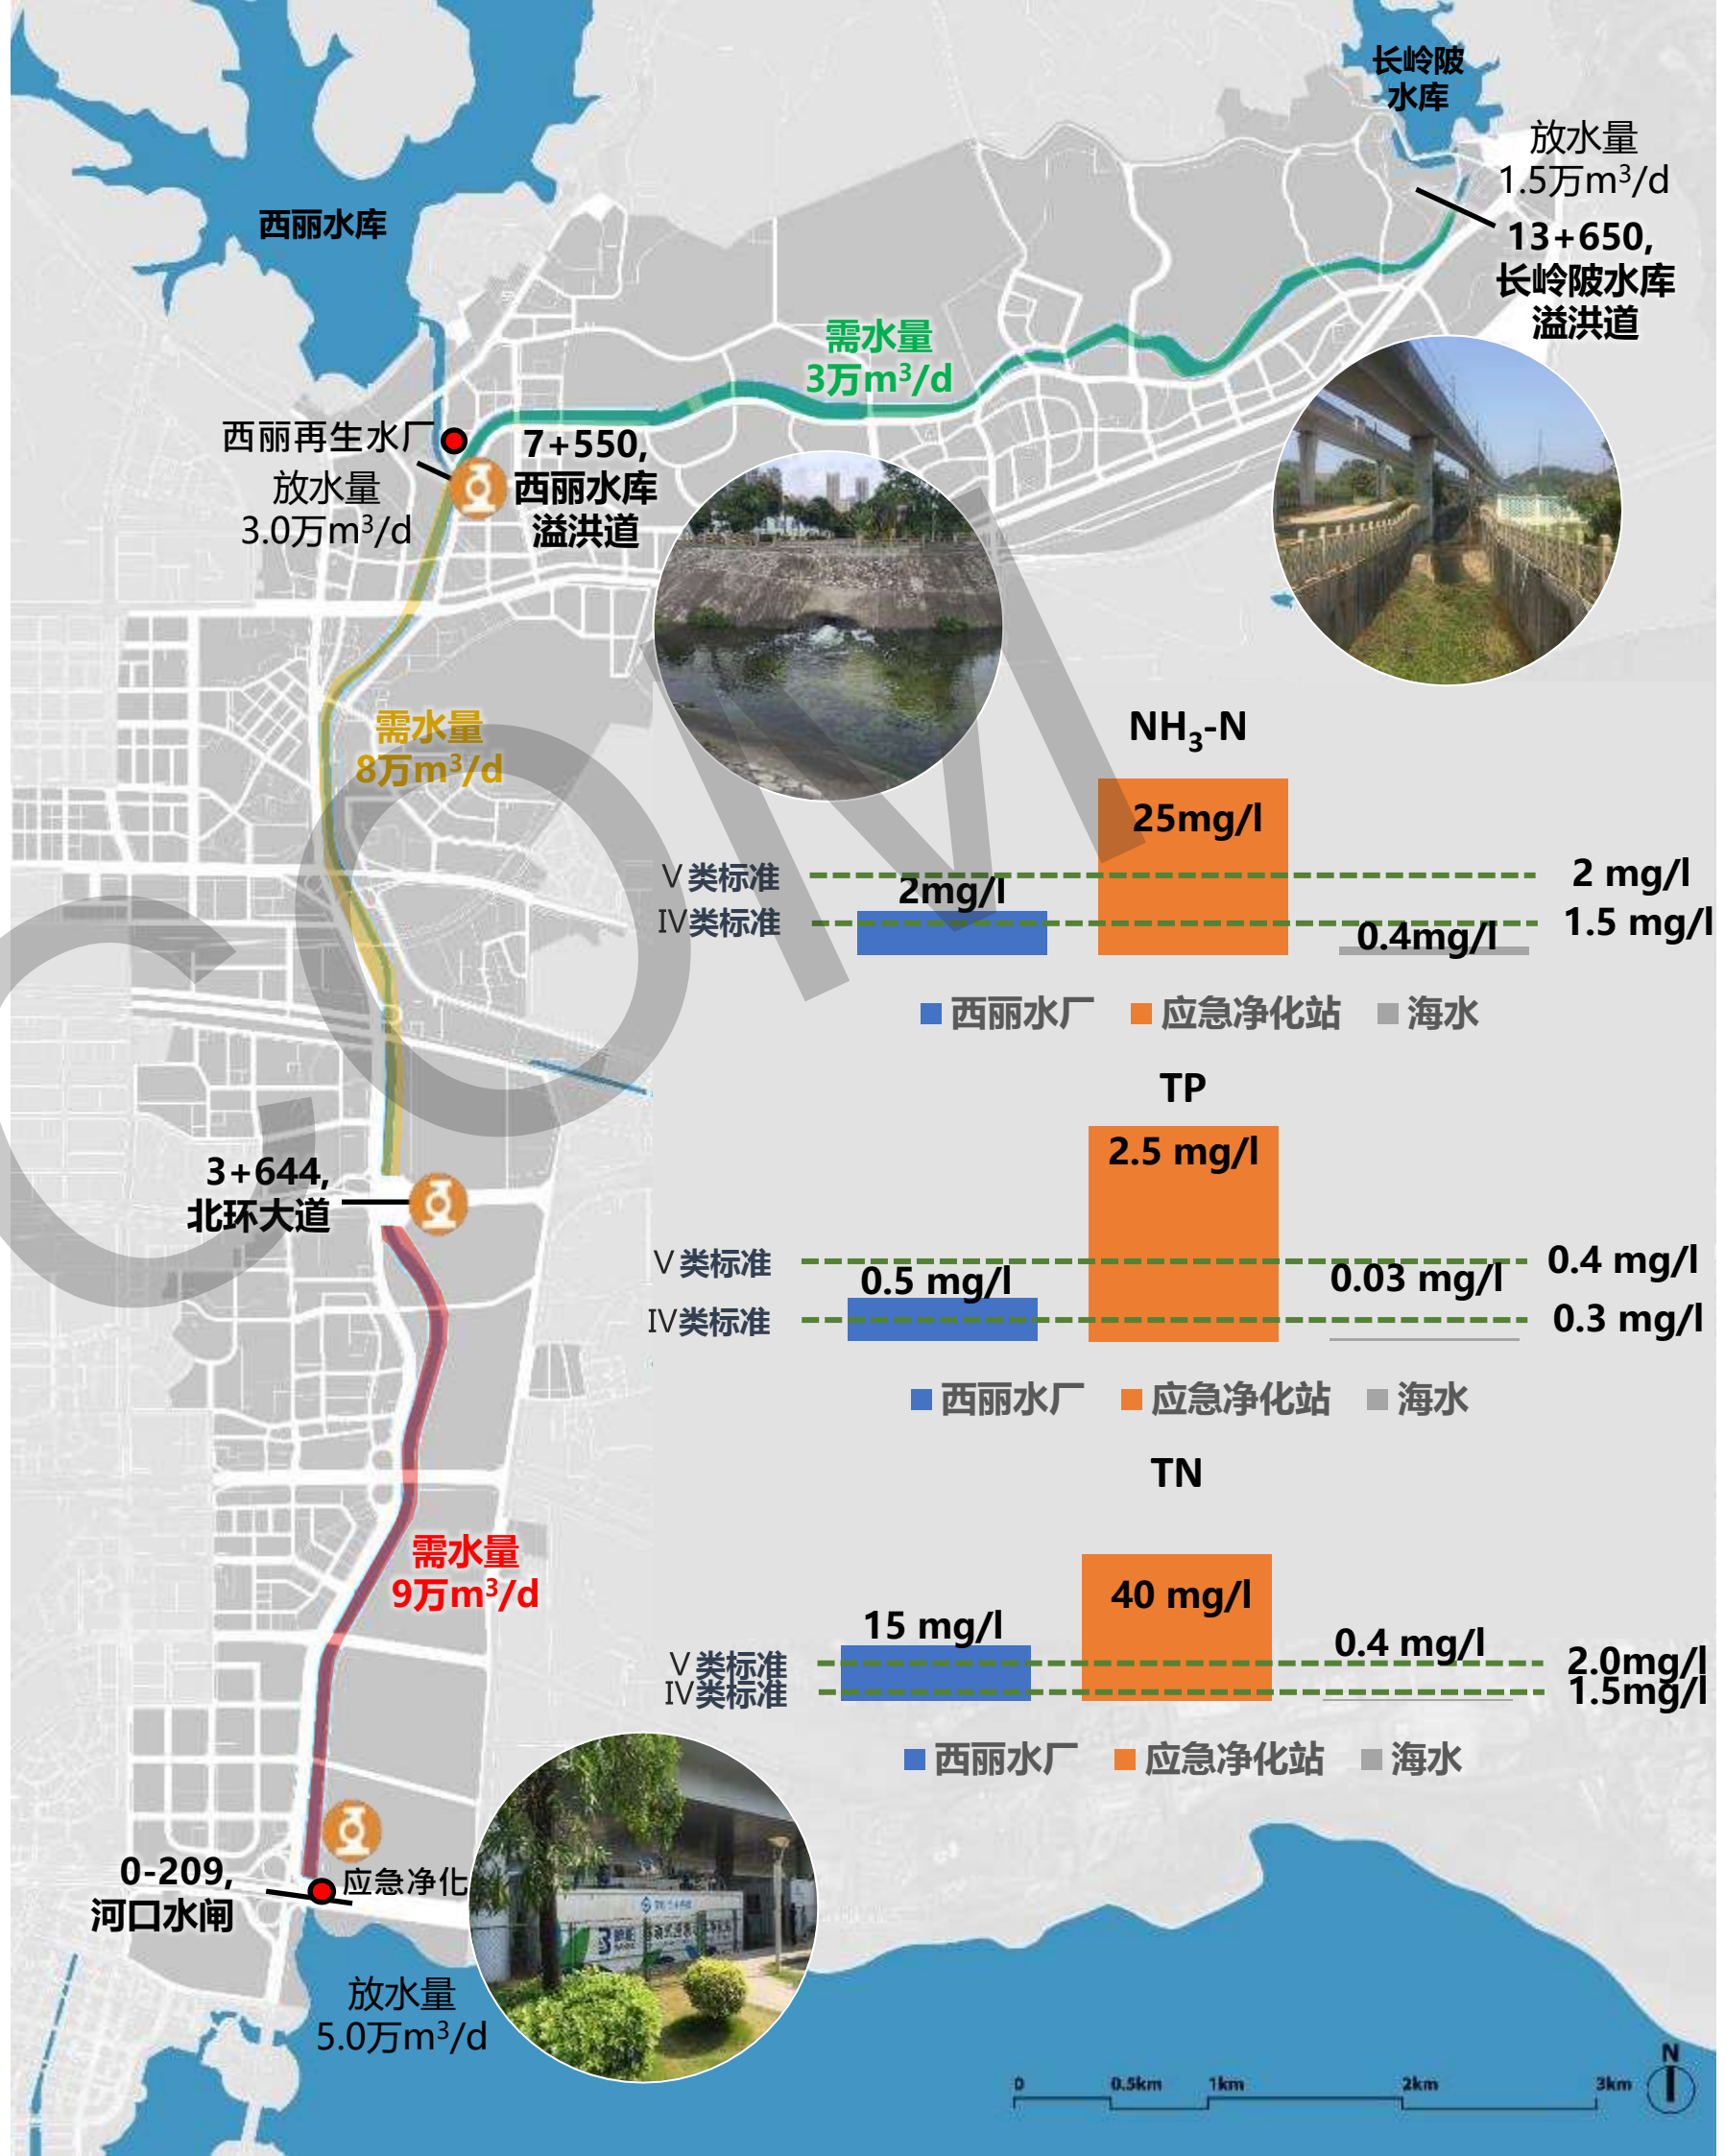 长岭陂
水库
放水量
1.5万m³/d
13+650,
长岭陂水库
溢洪道
西丽水库
需水量
3万m³/d
西丽再生水厂
放水量
3.0万m³/d
7+550,
西丽水库
溢洪道
需水量
8万m³/d
NH₃-N
25mg/l
Ⅴ类标准
2mg/l
2 mg/l
Ⅳ类标准
0.4mg/l
1.5 mg/l
西丽水厂 应急净化站 海水
TP
2.5 mg/l
3+644,
北环大道
Ⅴ类标准
0.5 mg/l
0.03 mg/l
0.4 mg/l
Ⅳ类标准
0.3 mg/l
西丽水厂 应急净化站 海水
TN
需水量
9万m³/d
15 mg/l
40 mg/l
0.4 mg/l
Ⅴ类标准
2.0mg/l
Ⅳ类标准
1.5mg/l
西丽水厂 应急净化站 海水
0-209,
河口水闸
应急净化
放水量
5.0万m³/d
0 0.5km 1km 2km 3km
N
COM